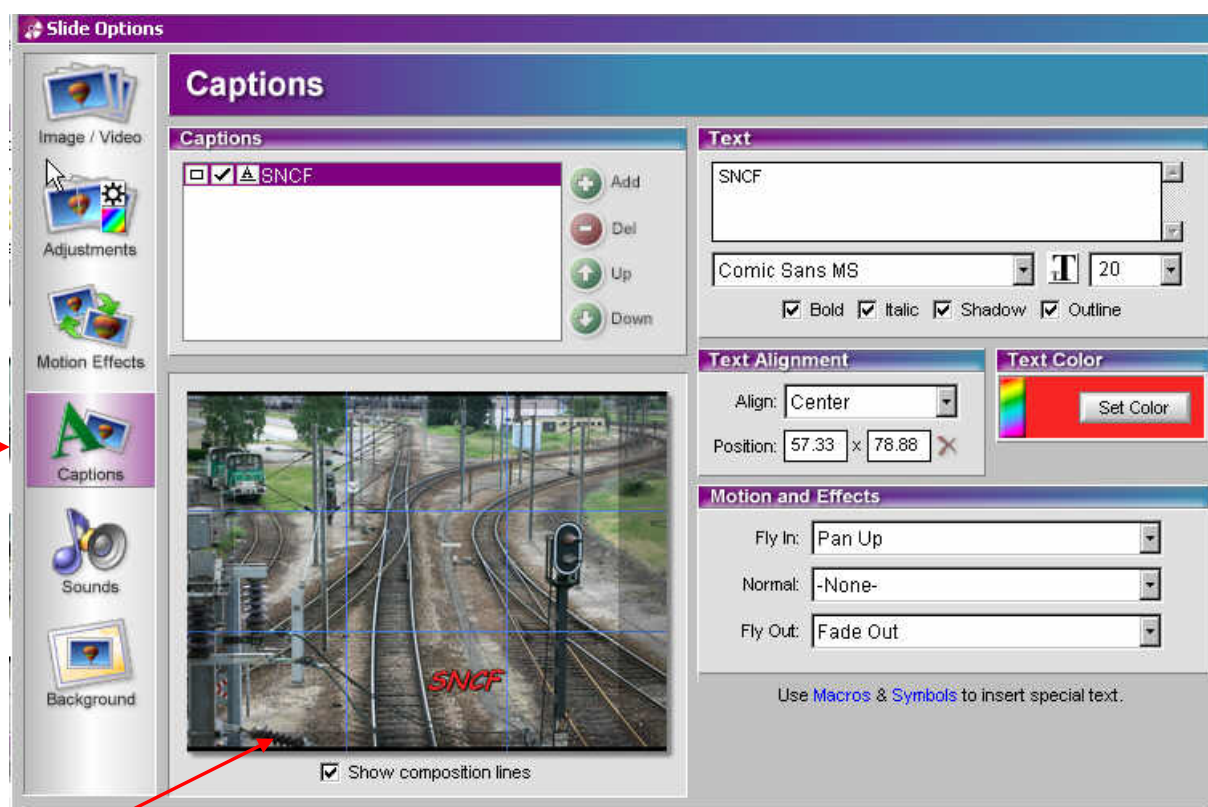 Slide Options
Captions
Image / Video
Adjustments
Motion Effects
Captions
Sounds
Background
Captions
SNCF
Add
Del
Up
Down
SNCF
Show composition lines
Text
SNCF
Comic Sans MS
T 20
Bold Italic Shadow Outline
Text Alignment
Align: Center
Position: 57.33 x 78.88
Text Color
Set Color
Motion and Effects
Fly In: Pan Up
Normal: -None-
Fly Out: Fade Out
Use Macros & Symbols to insert special text.